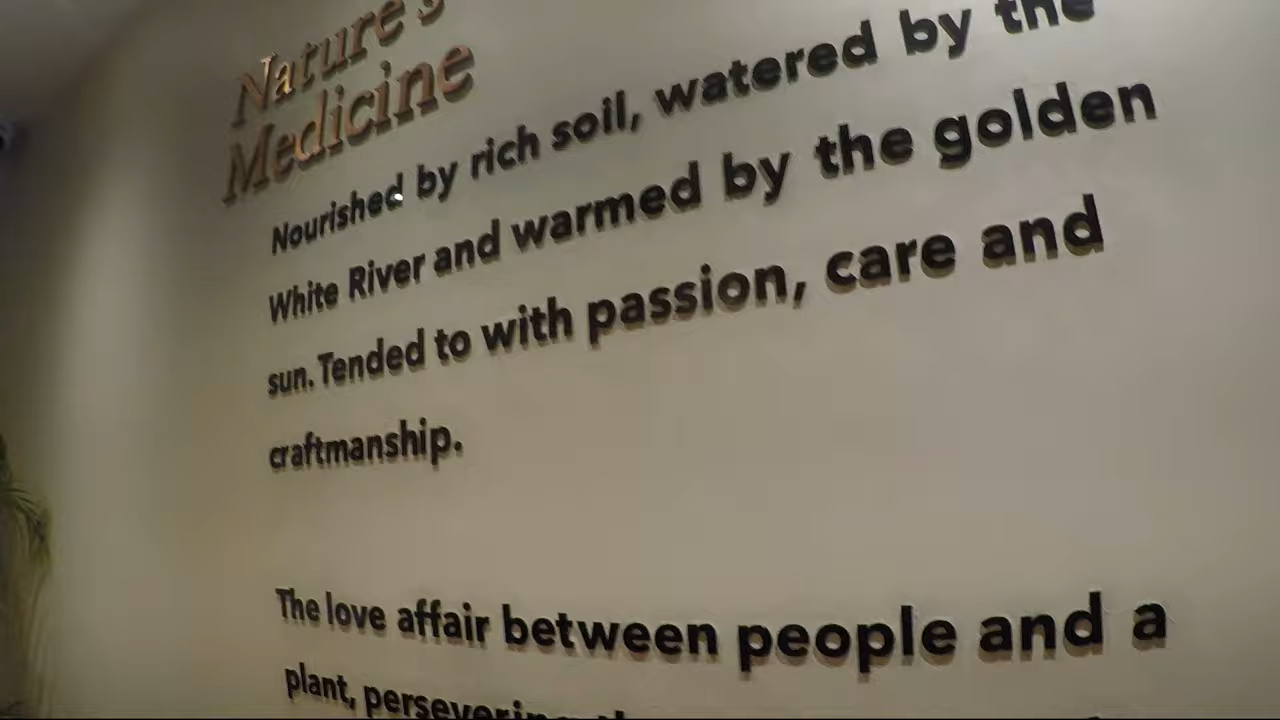 Nature's
Medicine
Nourished by rich soil, watered by the
White River and warmed by the golden
sun. Tended to with passion, care and
craftmanship.
The love affair between people and a
plant, persevering